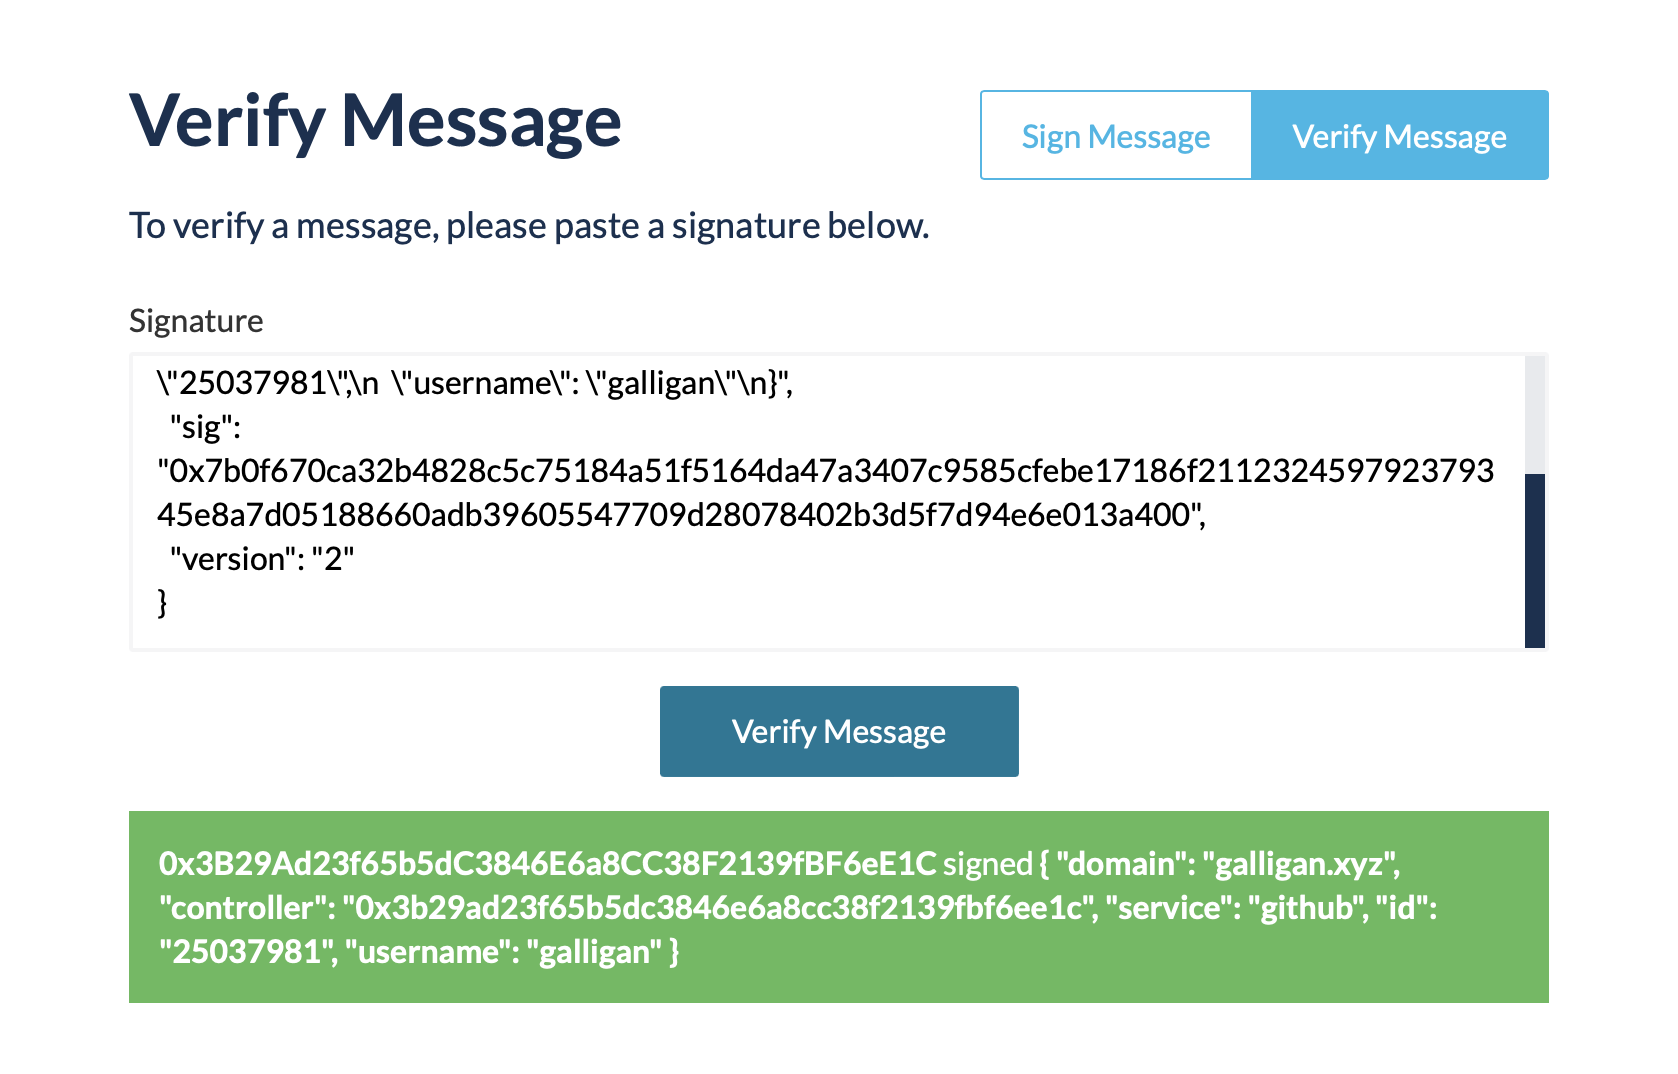 Verify Message
Sign Message
Verify Message
To verify a message, please paste a signature below.
Signature
\"25037981\",\n  \"username\": \"galligan\"\n}",
  "sig":
"0x7b0f670ca32b4828c5c75184a51f5164da47a3407c9585cfebe17186f2112324597923793
45e8a7d05188660adb39605547709d28078402b3d5f7d94e6e013a400",
  "version": "2"
}
Verify Message
0x3B29Ad23f65b5dC3846E6a8CC38F2139fBF6eE1C signed { "domain": "galligan.xyz",
"controller": "0x3b29ad23f65b5dc3846e6a8cc38f2139fbf6ee1c", "service": "github", "id":
"25037981", "username": "galligan" }